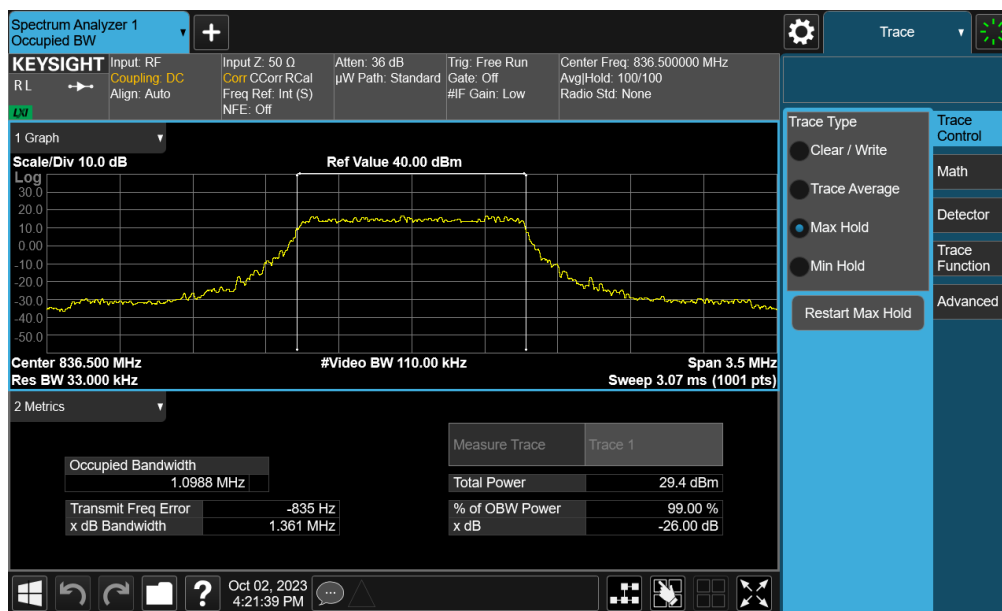 Spectrum Analyzer 1
Occupied BW
Trace
KEYSIGHT
R L
LXI
Input: RF
Coupling: DC
Align: Auto
Input Z: 50 Ω
Corr CCorr RCal
Freq Ref: Int (S)
NFE: Off
Atten: 36 dB
µW Path: Standard
Trig: Free Run
Gate: Off
#IF Gain: Low
Center Freq: 836.500000 MHz
Avg|Hold: 100/100
Radio Std: None
1 Graph
Scale/Div 10.0 dB
Ref Value 40.00 dBm
Log
30.0
20.0
10.0
0.00
-10.0
-20.0
-30.0
-40.0
-50.0
Center 836.500 MHz
#Video BW 110.00 kHz
Span 3.5 MHz
Res BW 33.000 kHz
Sweep 3.07 ms (1001 pts)
2 Metrics
Measure Trace
Trace 1
Occupied Bandwidth
1.0988 MHz
Total Power
29.4 dBm
Transmit Freq Error
-835 Hz
% of OBW Power
99.00 %
x dB Bandwidth
1.361 MHz
x dB
-26.00 dB
Trace Type
Clear / Write
Trace Average
Max Hold
Min Hold
Restart Max Hold
Trace
Control
Math
Detector
Trace
Function
Advanced
?
Oct 02, 2023
4:21:39 PM